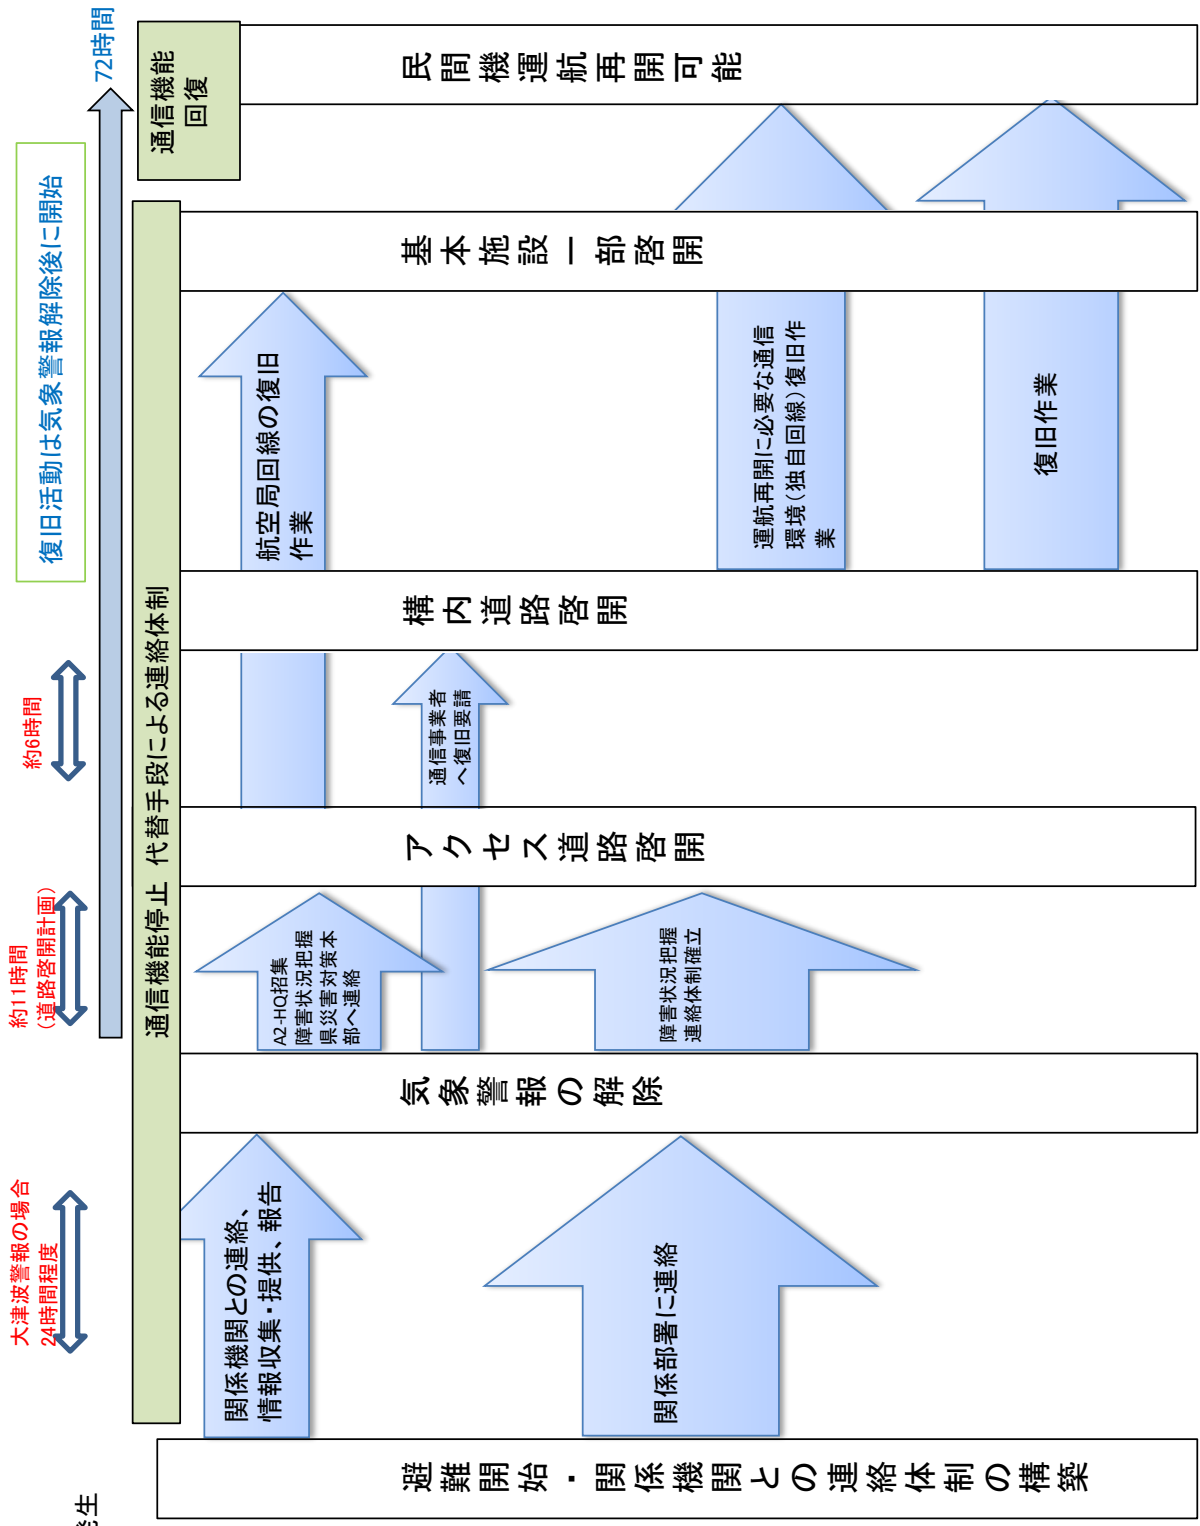 発生
大津波警報の場合
24時間程度
約11時間
(道路啓開計画)
約6時間
復旧活動は気象警報解除後に開始
72時間
通信機能停止 代替手段による連絡体制
通信機能
回復
避難開始・関係機関との連絡体制の構築
関係機関との連絡、
情報収集・提供、報告
関係部署に連絡
気象警報の解除
A2-HQ招集
障害状況把握
県災害対策本
部へ連絡
障害状況把握
連絡体制確立
アクセス道路啓開
通信事業者
へ復旧要請
構内道路啓開
航空局回線の復旧
作業
運航再開に必要な通信
環境(独自回線)復旧作
業
復旧作業
基本施設一部啓開
民間機運航再開可能